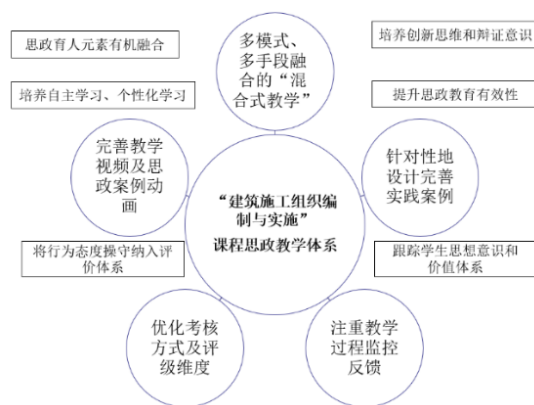 思政育人元素有机融合
多模式、
多手段融
合的“混
合式教学”
培养创新思维和辩证意识
培养自主学习、个性化学习
提升思政教育有效性
完善教学
视频及思
政案例动
画
针对性地
设计完善
实践案例
“建筑施工组织编
制与实施”
课程思政教学体系
将行为态度操守纳入评
价体系
跟踪学生思想意识和
价值体系
优化考核
方式及评
级维度
注重教学
过程监控
反馈